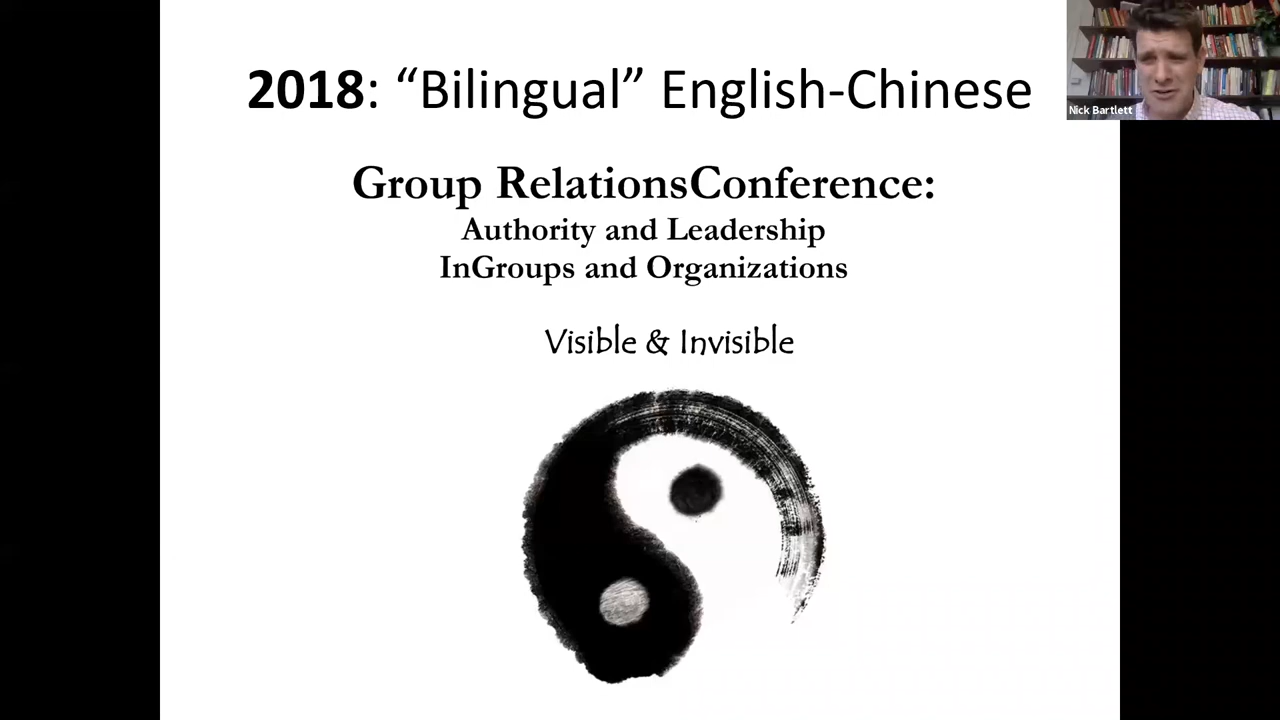 2018: “Bilingual” English-Chinese
Group RelationsConference:
Authority and Leadership
InGroups and Organizations
Visible & Invisible
Nick Bartlett